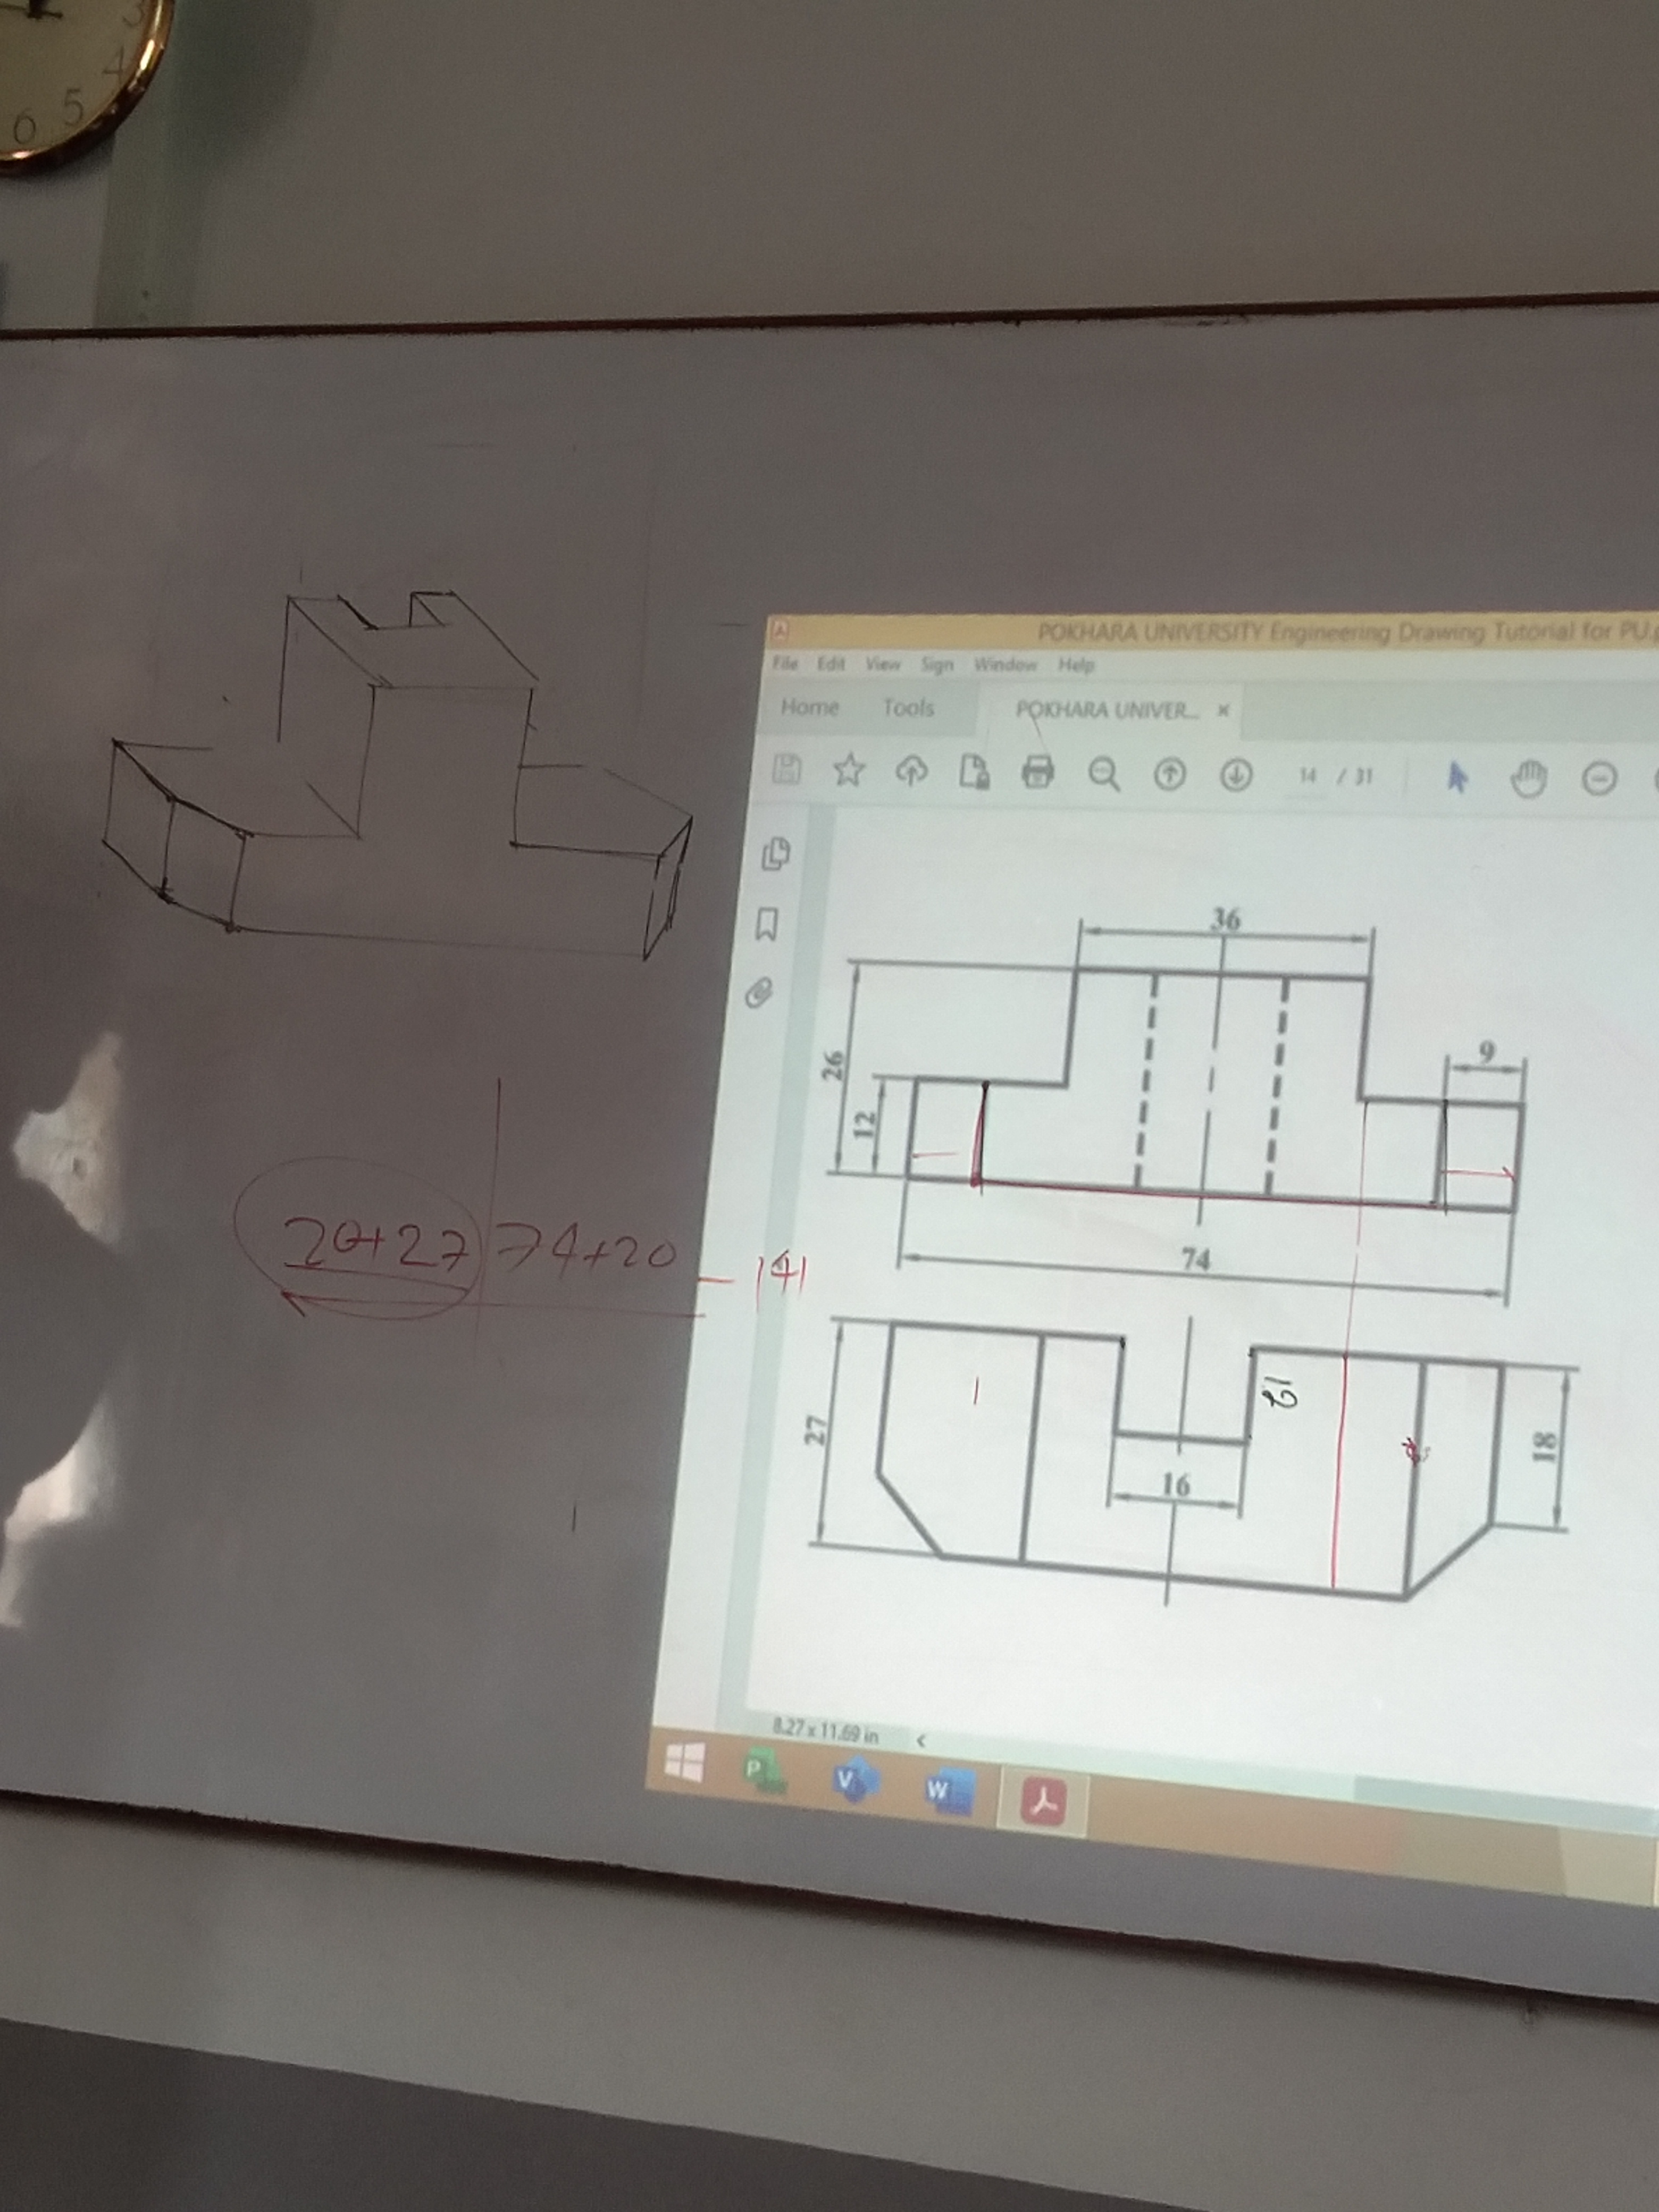 3
4
5
6
POKHARA UNIVERSITY Engineering Drawing Tutorial for PU.
File Edit View Sign Window Help
Home Tools POKHARA UNIVER... ×
14 / 31
36
26
12
9
20+27 74+20 141
74
27
12
18
16
8.27 x 11.69 in <
P V W